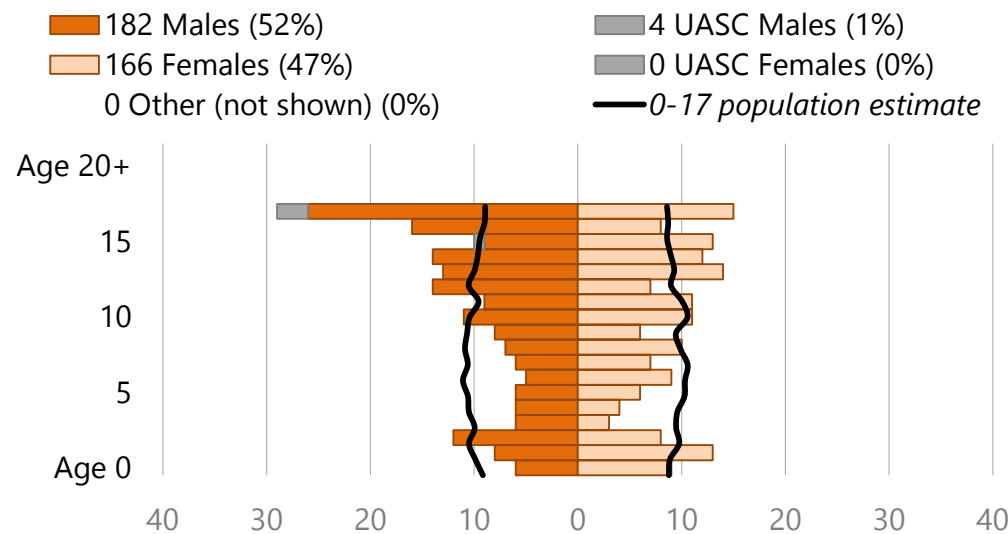 182 Males (52%)
4 UASC Males (1%)
166 Females (47%)
0 UASC Females (0%)
0 Other (not shown) (0%)
0-17 population estimate
Age 20+
15
10
5
Age 0
40 30 20 10 0 10 20 30 40